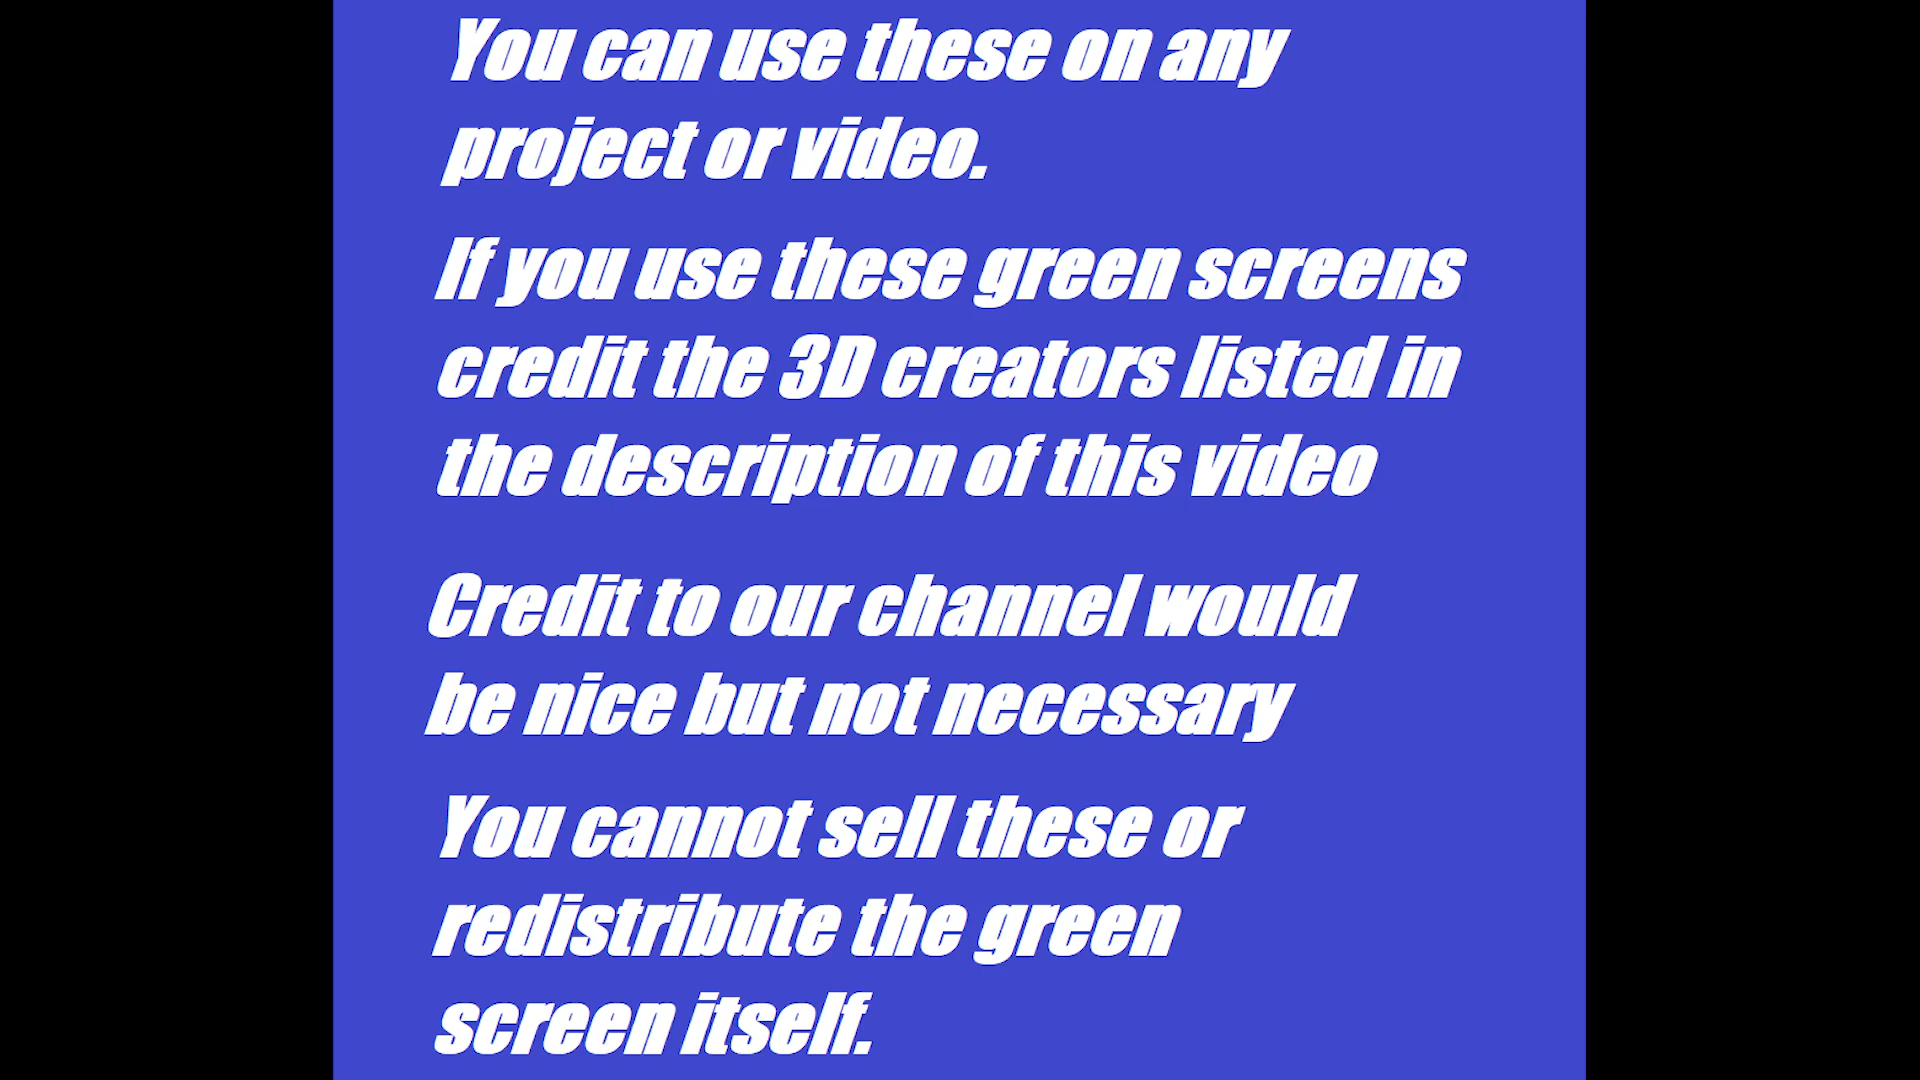 You can use these on any
project or video.
If you use these green screens
credit the 3D creators listed in
the description of this video
Credit to our channel would
be nice but not necessary
You cannot sell these or
redistribute the green
screen itself.